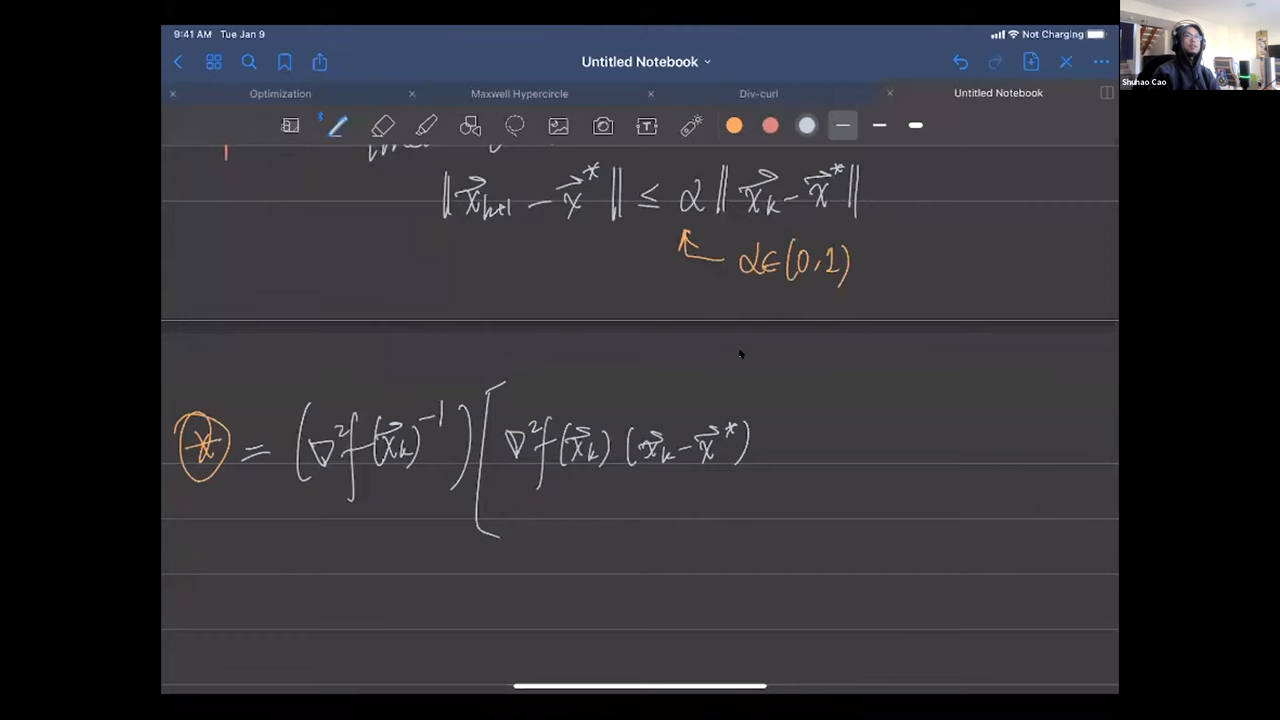 9:41 AM Tue Jan 9
Not Charging
Untitled Notebook
Shuhao Cao
Optimization
Maxwell Hypercircle
Div-curl
Untitled Notebook
‖x⃗ₖ₊₁ − x⃗*‖ ≤ α‖x⃗ₖ − x⃗*‖
α∈(0,1)
⊛ = (∇²f(x⃗ₖ)⁻¹) [ ∇²f(x⃗ₖ) (x⃗ₖ − x⃗*)